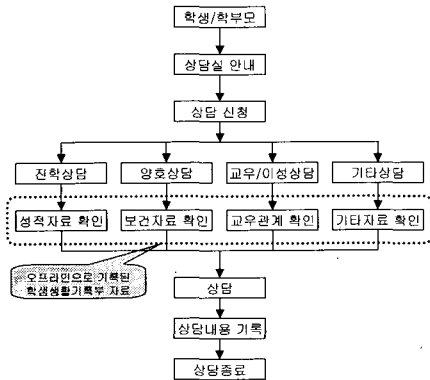 학생/학부모
상담실 안내
상담 신청
진학상담 양호상담 교우/이성상담 기타상담
성적자료 확인 보건자료 확인 교우관계 확인 기타자료 확인
오프라인으로 기록된
학생생활기록부 자료
상담
상담내용 기록
상담종료